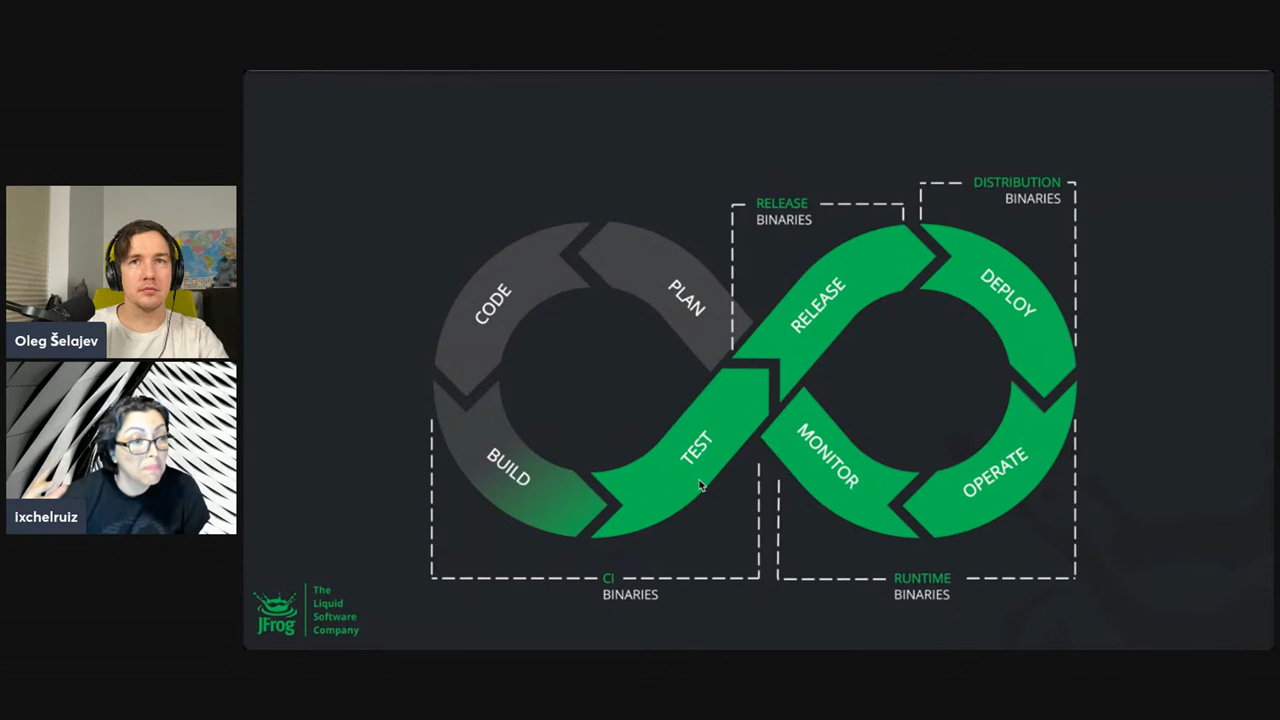 Oleg Šelajev
ixchelruiz
RELEASE
BINARIES
DISTRIBUTION
BINARIES
CODE
PLAN
RELEASE
DEPLOY
BUILD
TEST
MONITOR
OPERATE
CI
BINARIES
RUNTIME
BINARIES
JFrog
The
Liquid
Software
Company